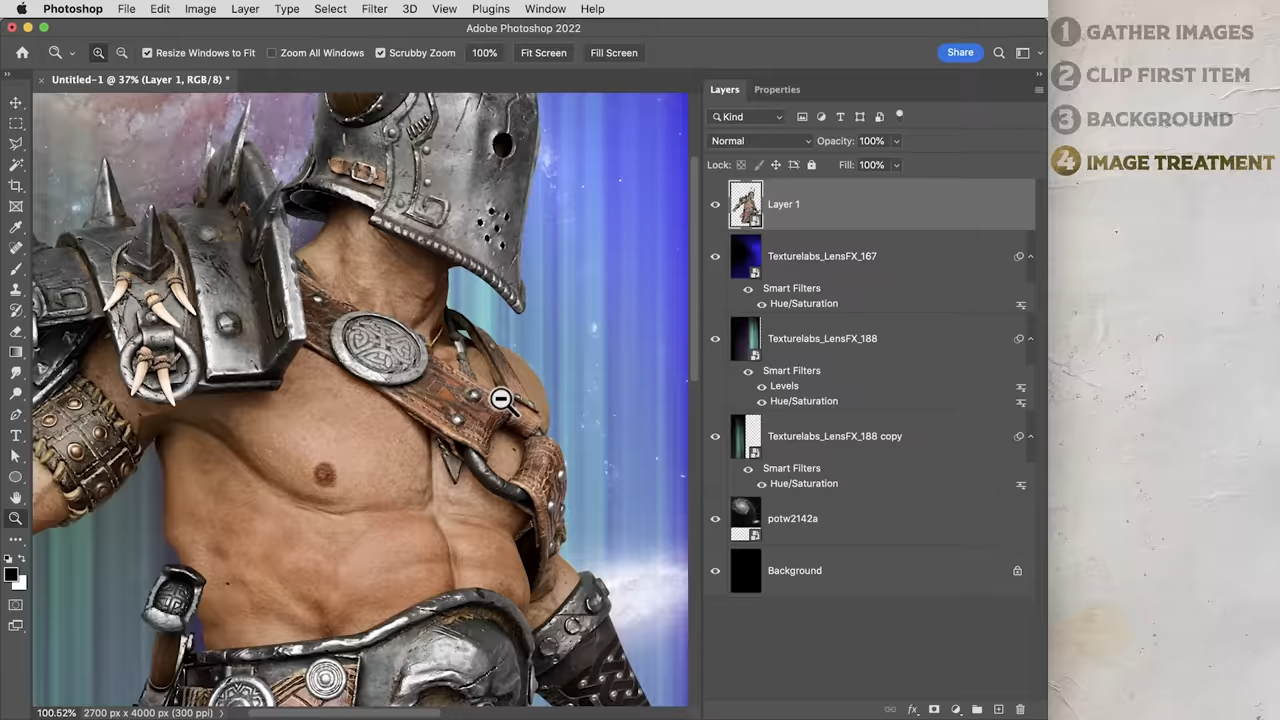 Photoshop File Edit Image Layer Type Select Filter 3D View Plugins Window Help
Adobe Photoshop 2022
Resize Windows to Fit Zoom All Windows Scrubby Zoom 100% Fit Screen Fill Screen Share
Untitled-1 @ 37% (Layer 1, RGB/8) *
Layers Properties
Kind
Normal Opacity: 100%
Lock: Fill: 100%
Layer 1
Texturelabs_LensFX_167
Smart Filters
Hue/Saturation
Texturelabs_LensFX_188
Smart Filters
Levels
Hue/Saturation
Texturelabs_LensFX_188 copy
Smart Filters
Hue/Saturation
potw2142a
Background
100.52% 2700 px x 4000 px (300 ppi)
fx
1 GATHER IMAGES
2 CLIP FIRST ITEM
3 BACKGROUND
4 IMAGE TREATMENT